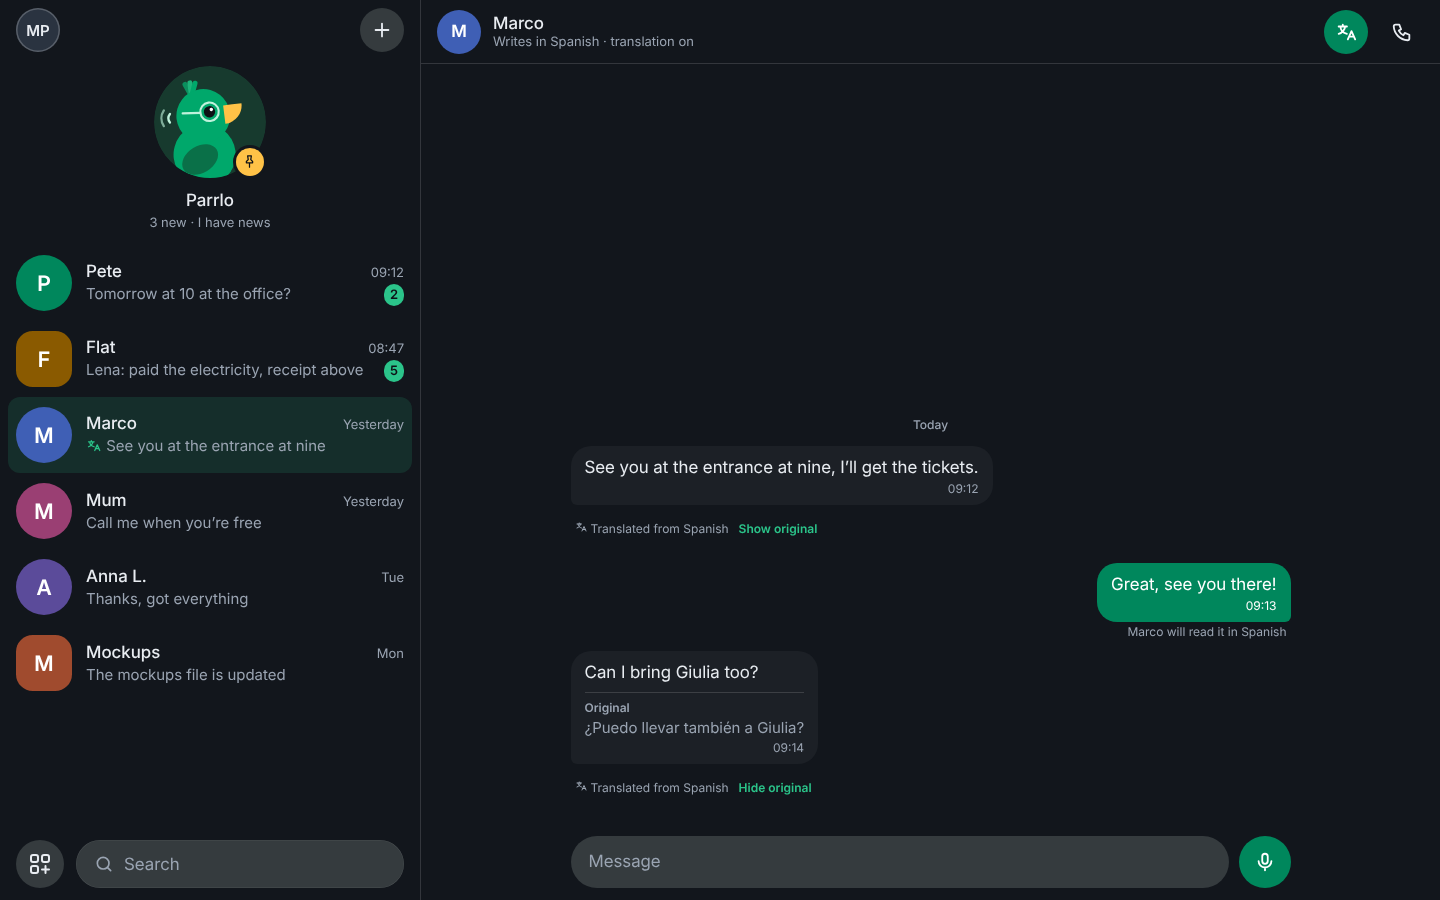 MP
Parrlo
3 new · I have news
P
Pete
09:12
Tomorrow at 10 at the office?
2
F
Flat
08:47
Lena: paid the electricity, receipt above
5
M
Marco
Yesterday
See you at the entrance at nine
M
Mum
Yesterday
Call me when you’re free
A
Anna L.
Tue
Thanks, got everything
M
Mockups
Mon
The mockups file is updated
Search
M
Marco
Writes in Spanish · translation on
Today
See you at the entrance at nine, I’ll get the tickets.
09:12
Translated from Spanish Show original
Great, see you there!
09:13
Marco will read it in Spanish
Can I bring Giulia too?
Original
¿Puedo llevar también a Giulia?
09:14
Translated from Spanish Hide original
Message